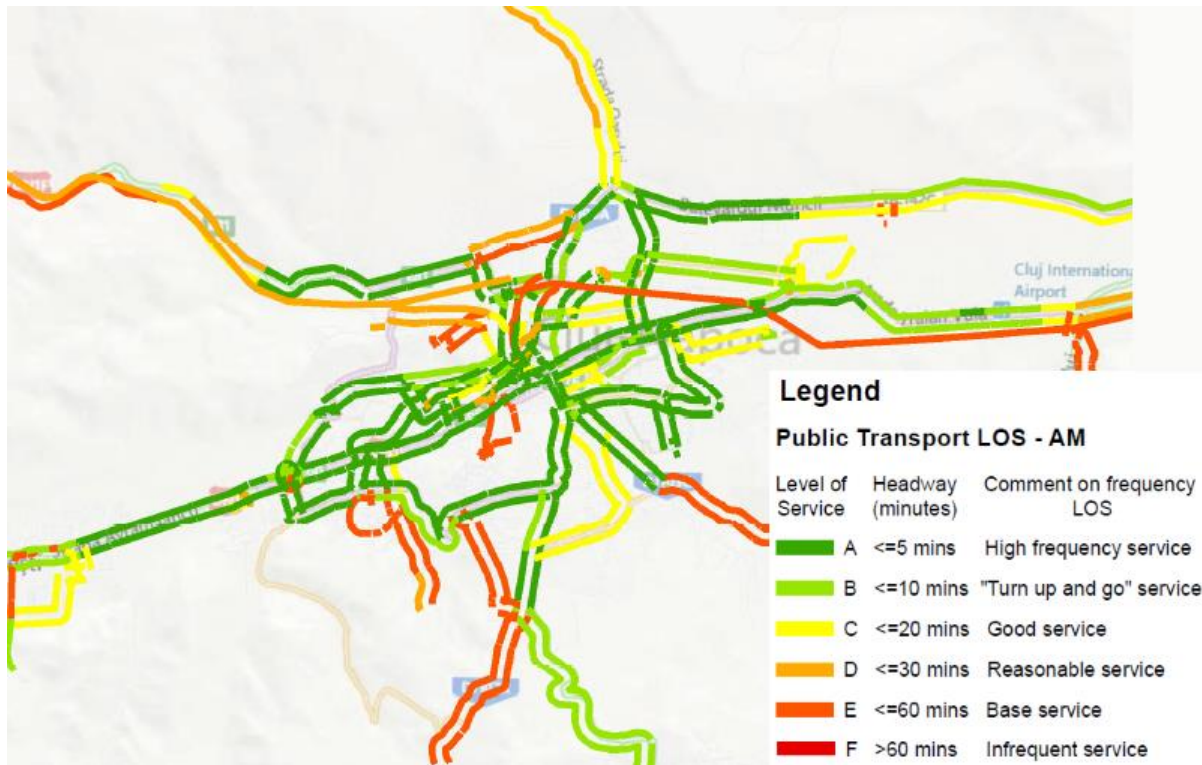 Cluj International
Airport
Legend
Public Transport LOS - AM
Level of Service Headway (minutes) Comment on frequency LOS
A <=5 mins High frequency service
B <=10 mins "Turn up and go" service
C <=20 mins Good service
D <=30 mins Reasonable service
E <=60 mins Base service
F >60 mins Infrequent service